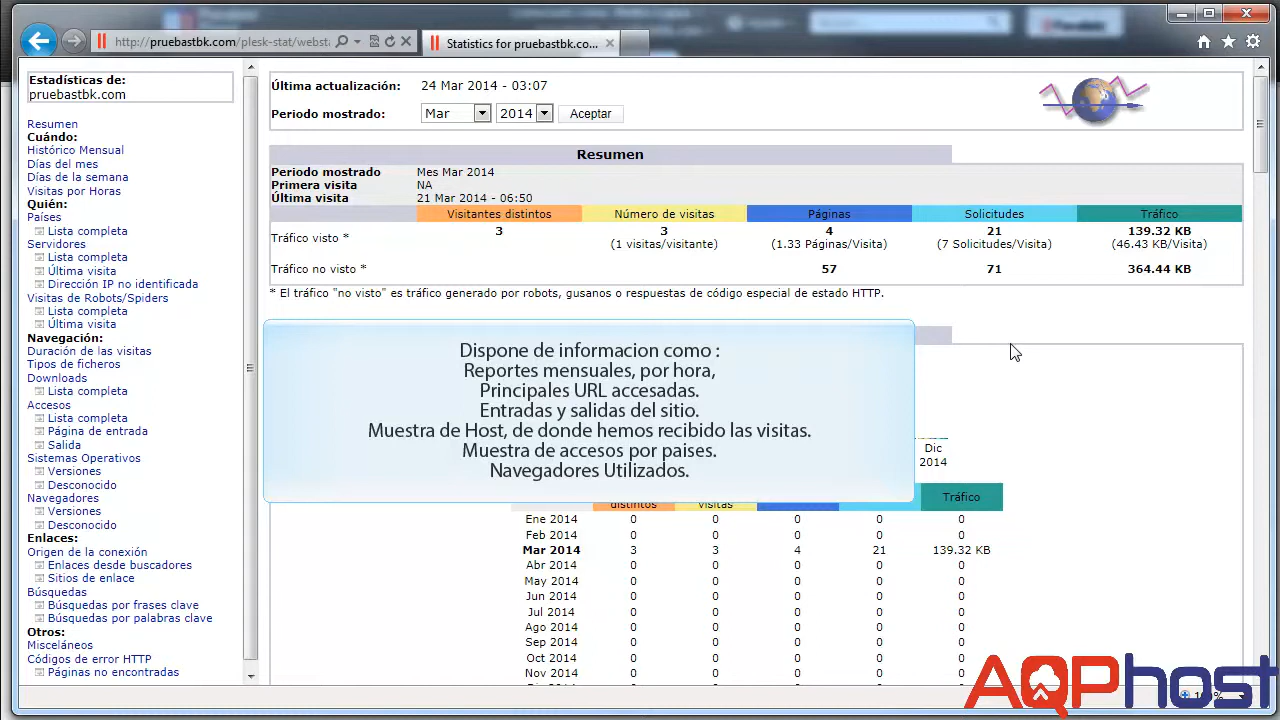 http://pruebastbk.com/plesk-stat/websta
Statistics for pruebastbk.co...
Estadísticas de:
pruebastbk.com
Resumen
Cuándo:
Histórico Mensual
Días del mes
Días de la semana
Visitas por Horas
Quién:
Países
Lista completa
Servidores
Lista completa
Última visita
Dirección IP no identificada
Visitas de Robots/Spiders
Lista completa
Última visita
Navegación:
Duración de las visitas
Tipos de ficheros
Downloads
Lista completa
Accesos
Lista completa
Página de entrada
Salida
Sistemas Operativos
Versiones
Desconocido
Navegadores
Versiones
Desconocido
Enlaces:
Origen de la conexión
Enlaces desde buscadores
Sitios de enlace
Búsquedas
Búsquedas por frases clave
Búsquedas por palabras clave
Otros:
Misceláneos
Códigos de error HTTP
Páginas no encontradas
Última actualización: 24 Mar 2014 - 03:07
Periodo mostrado: Mar 2014 Aceptar
Resumen
Periodo mostrado Mes Mar 2014
Primera visita NA
Última visita 21 Mar 2014 - 06:50
Visitantes distintos Número de visitas Páginas Solicitudes Tráfico
Tráfico visto * 3 3 4 21 139.32 KB
(1 visitas/visitante) (1.33 Páginas/Visita) (7 Solicitudes/Visita) (46.43 KB/Visita)
Tráfico no visto * 57 71 364.44 KB
* El tráfico "no visto" es tráfico generado por robots, gusanos o respuestas de código especial de estado HTTP.
Dispone de informacion como :
Reportes mensuales, por hora,
Principales URL accesadas.
Entradas y salidas del sitio.
Muestra de Host, de donde hemos recibido las visitas.
Muestra de accesos por paises.
Navegadores Utilizados.
Dic
2014
distintos visitas Tráfico
Ene 2014 0 0 0 0 0
Feb 2014 0 0 0 0 0
Mar 2014 3 3 4 21 139.32 KB
Abr 2014 0 0 0 0 0
May 2014 0 0 0 0 0
Jun 2014 0 0 0 0 0
Jul 2014 0 0 0 0 0
Ago 2014 0 0 0 0 0
Sep 2014 0 0 0 0 0
Oct 2014 0 0 0 0 0
Nov 2014 0 0 0 0 0
AQPhost